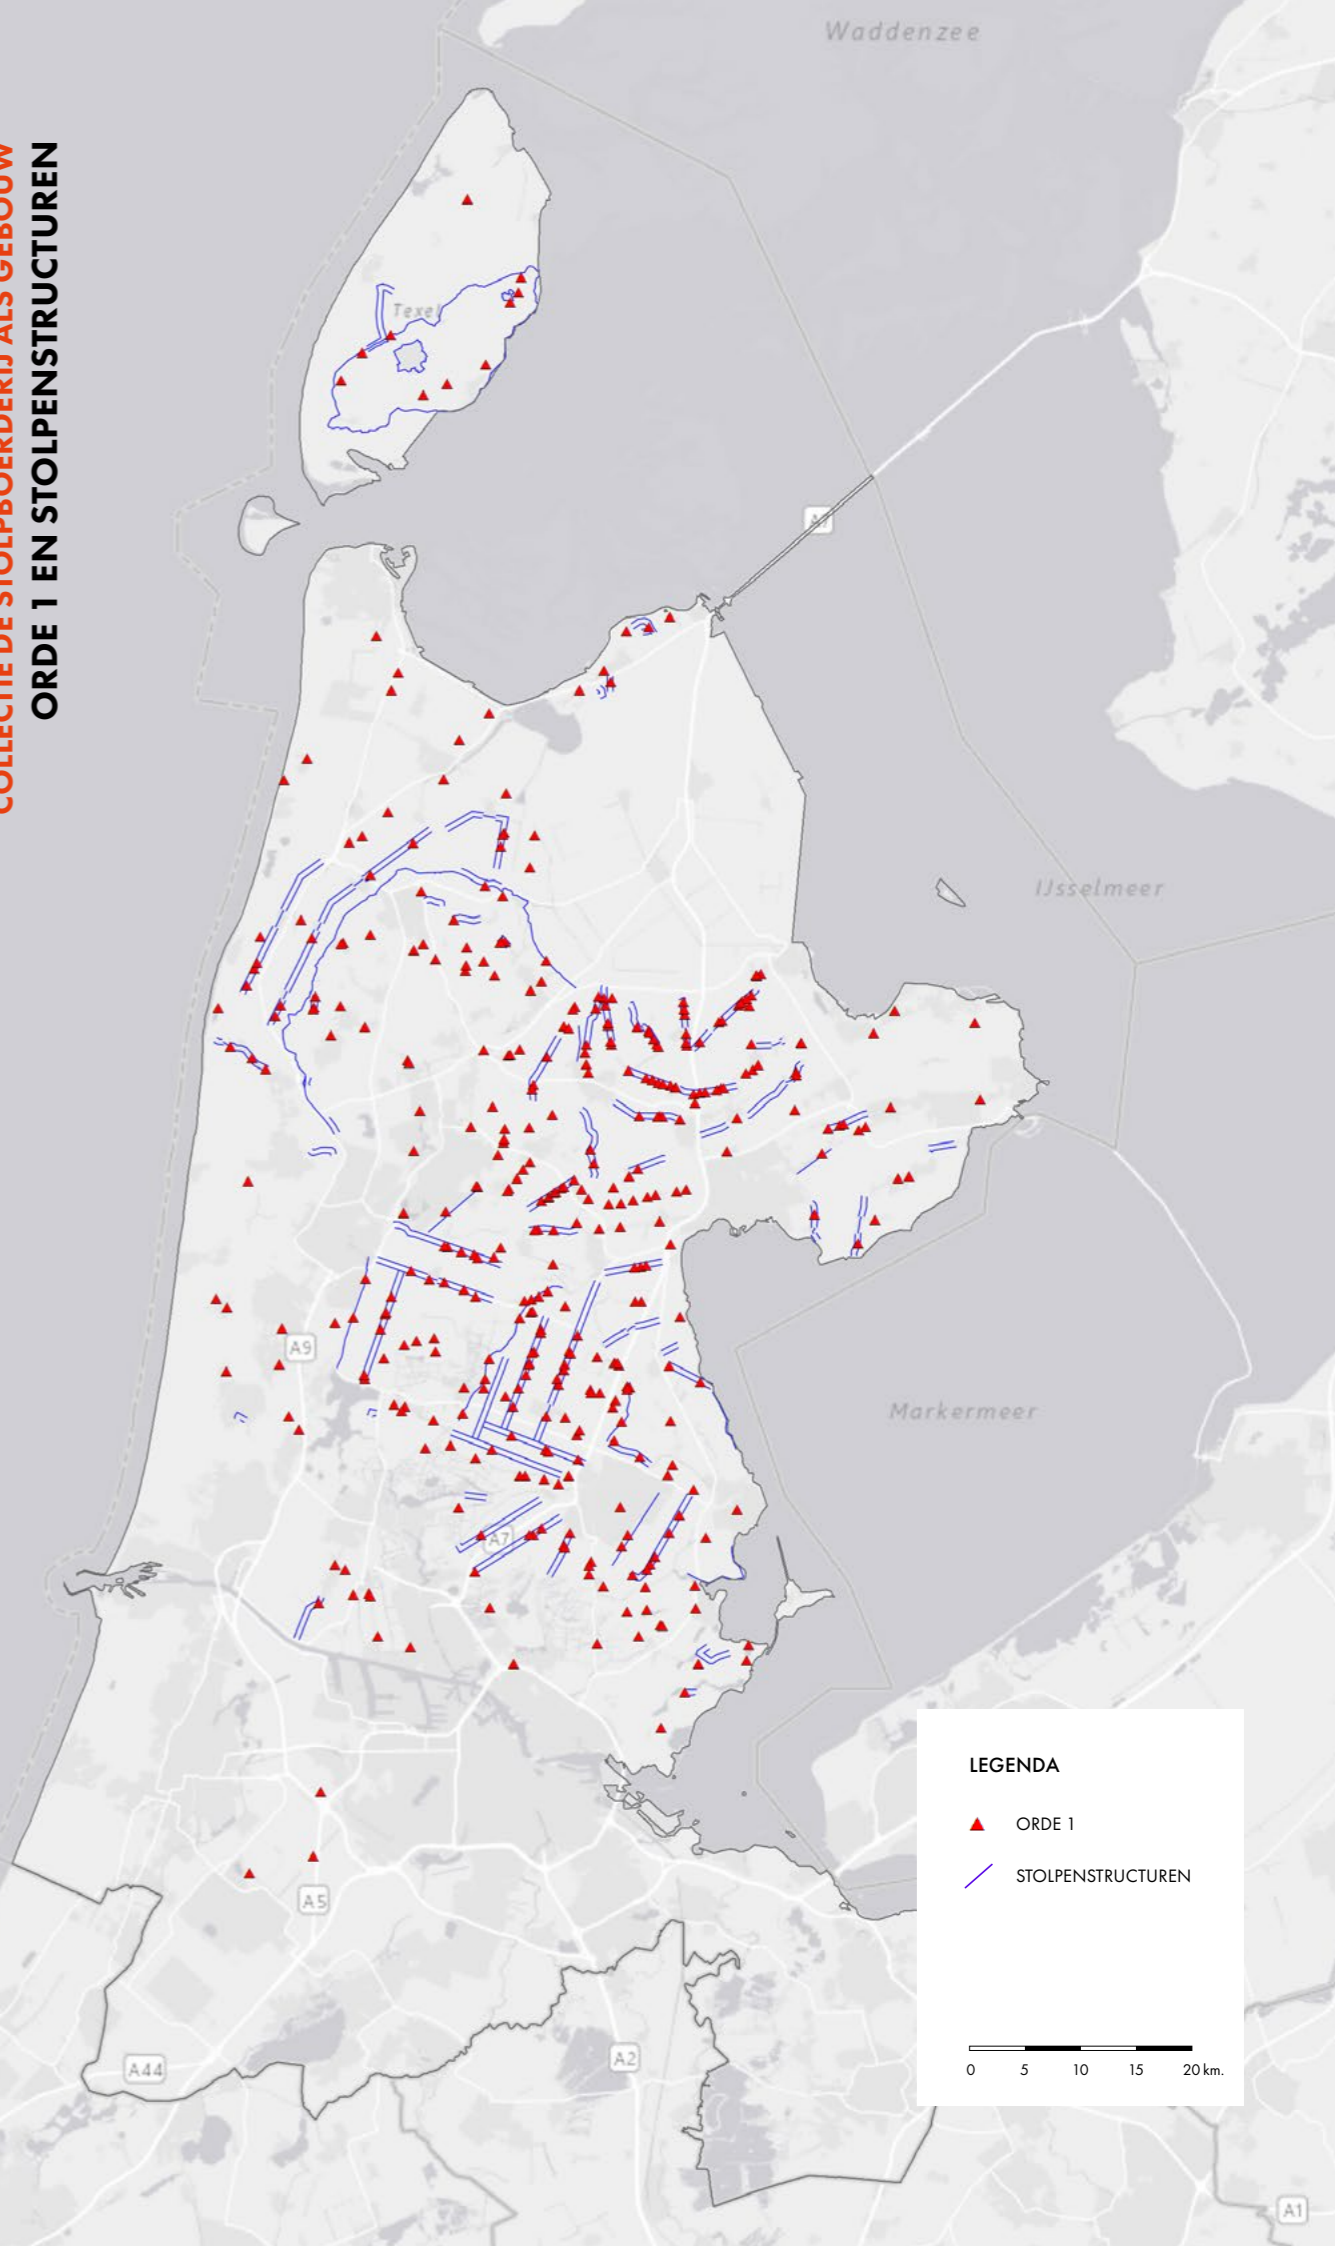 COLLECTIE DE STOLPBOERDERIJ ALS GEBOUW
ORDE 1 EN STOLPENSTRUCTUREN
Waddenzee
Texel
A7
IJsselmeer
A9
Markermeer
A7
LEGENDA
ORDE 1
STOLPENSTRUCTUREN
A5
A44
A2
0 5 10 15 20 km.
A1